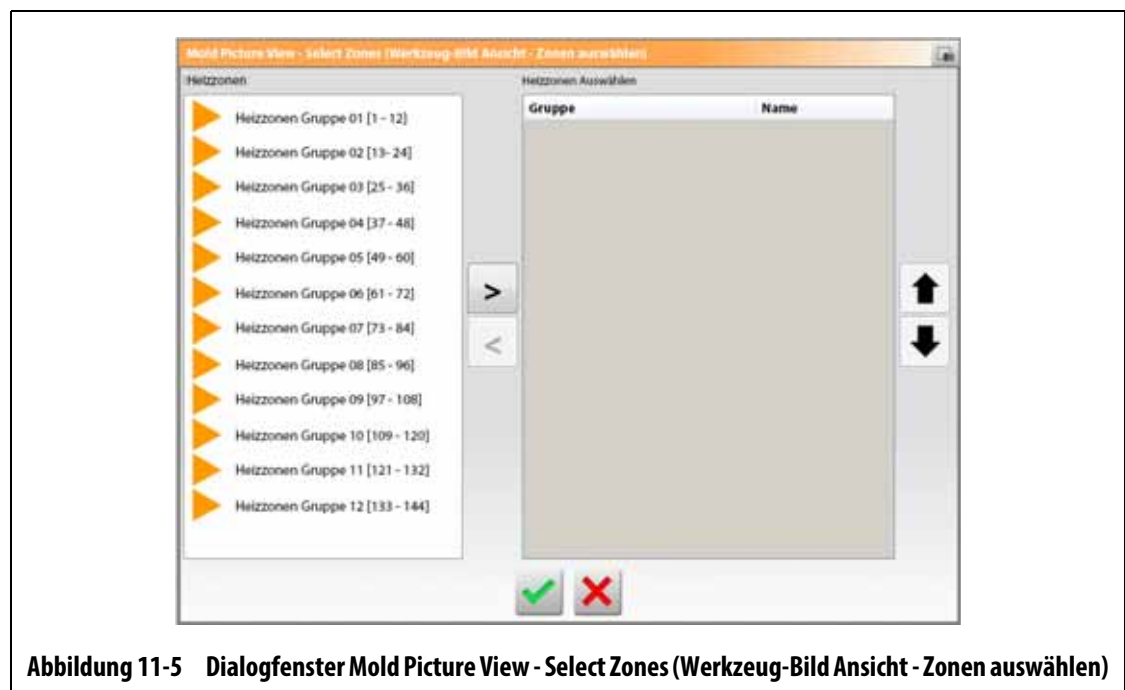 Mold Picture View - Select Zones (Werkzeug-Bild Ansicht - Zonen auswählen)
Heizzonen
Heizzonen Auswählen
Gruppe Name
Heizzonen Gruppe 01 [1 - 12]
Heizzonen Gruppe 02 [13- 24]
Heizzonen Gruppe 03 [25 - 36]
Heizzonen Gruppe 04 [37 - 48]
Heizzonen Gruppe 05 [49 - 60]
Heizzonen Gruppe 06 [61 - 72]
Heizzonen Gruppe 07 [73 - 84]
Heizzonen Gruppe 08 [85 - 96]
Heizzonen Gruppe 09 [97 - 108]
Heizzonen Gruppe 10 [109 - 120]
Heizzonen Gruppe 11 [121 - 132]
Heizzonen Gruppe 12 [133 - 144]
>
<
Abbildung 11-5 Dialogfenster Mold Picture View - Select Zones (Werkzeug-Bild Ansicht - Zonen auswählen)